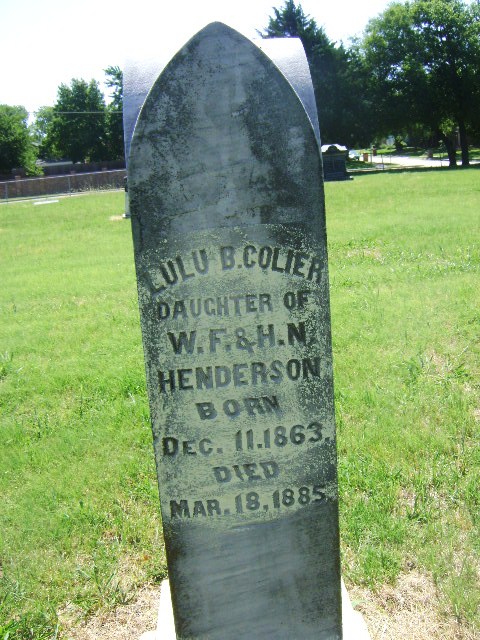 LULU B. COLIER
DAUGHTER OF
W. F. & H. N.
HENDERSON
BORN
DEC. 11. 1863.
DIED
MAR. 18. 1885